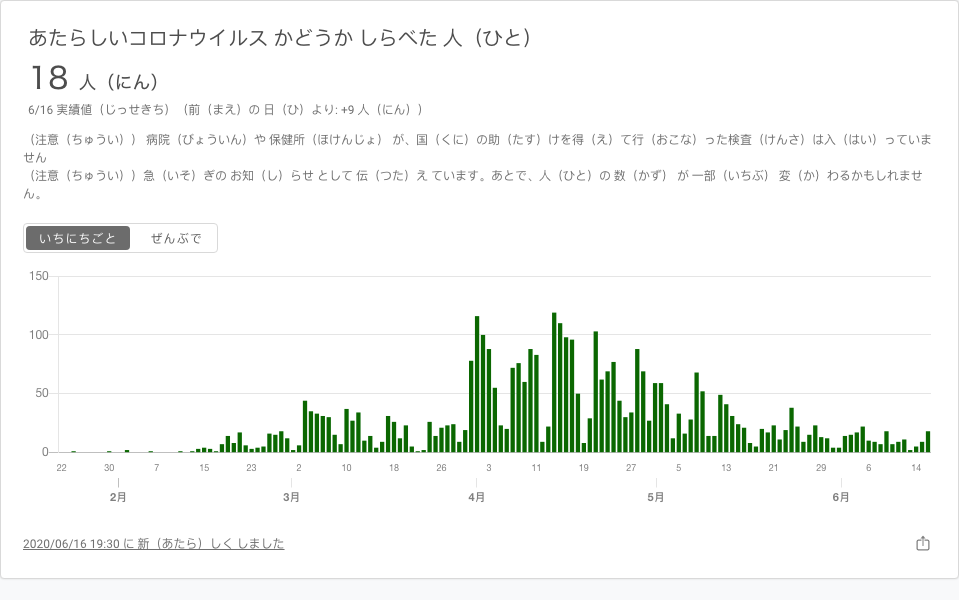 あたらしいコロナウイルス かどうか しらべた 人（ひと）
18 人（にん）
6/16 実績値（じっせきち）（前（まえ）の 日（ひ）より: +9 人（にん））
（注意（ちゅうい）） 病院（びょういん）や 保健所（ほけんじょ） が、国（くに）の助（たす）けを得（え）て行（おこな）った検査（けんさ）は入（はい）っていま
せん
（注意（ちゅうい））急（いそ）ぎの お知（し）らせ として 伝（つた）え ています。あとで、人（ひと）の 数（かず） が 一部（いちぶ） 変（か）わるかもしれませ
ん。
いちにちごと ぜんぶで
150
100
50
0
22 30 7 15 23 2 10 18 26 3 11 19 27 5 13 21 29 6 14
2月 3月 4月 5月 6月
2020/06/16 19:30 に 新（あたら）しく しました